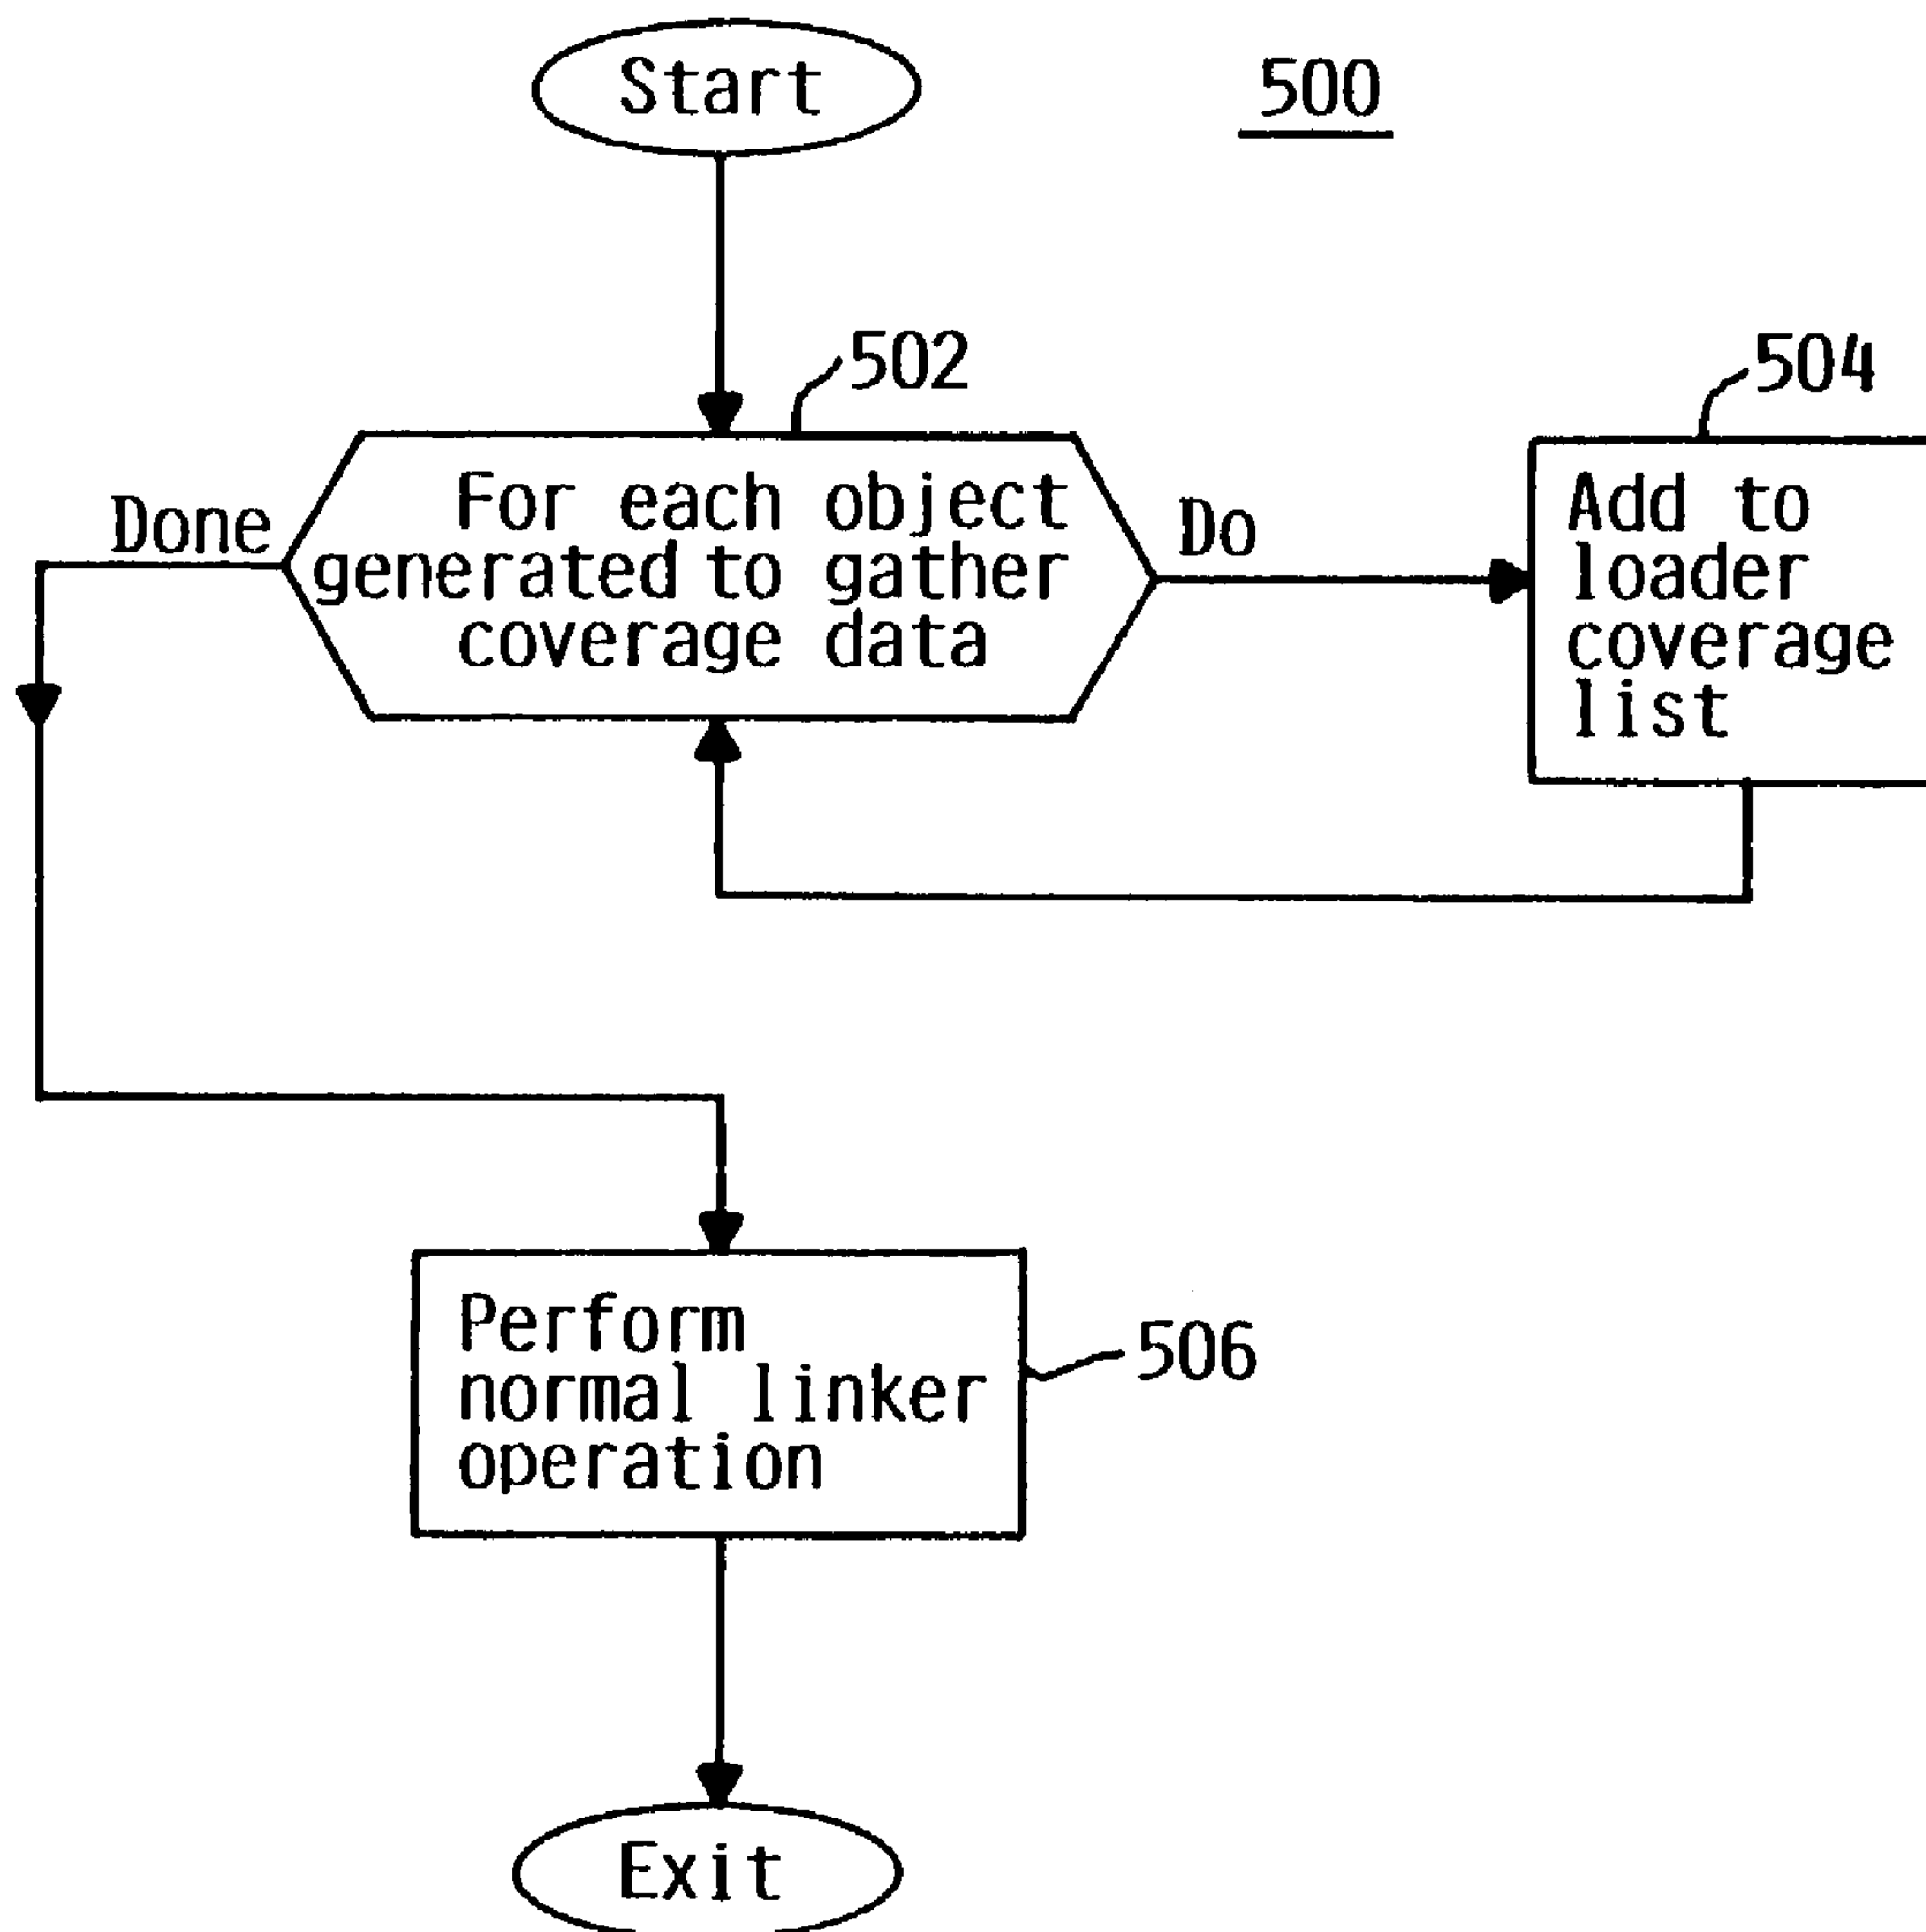 Start
500
502
504
For each object
generated to gather
coverage data
Done
Do
Add to
loader
coverage
list
Perform
normal linker
operation
506
Exit